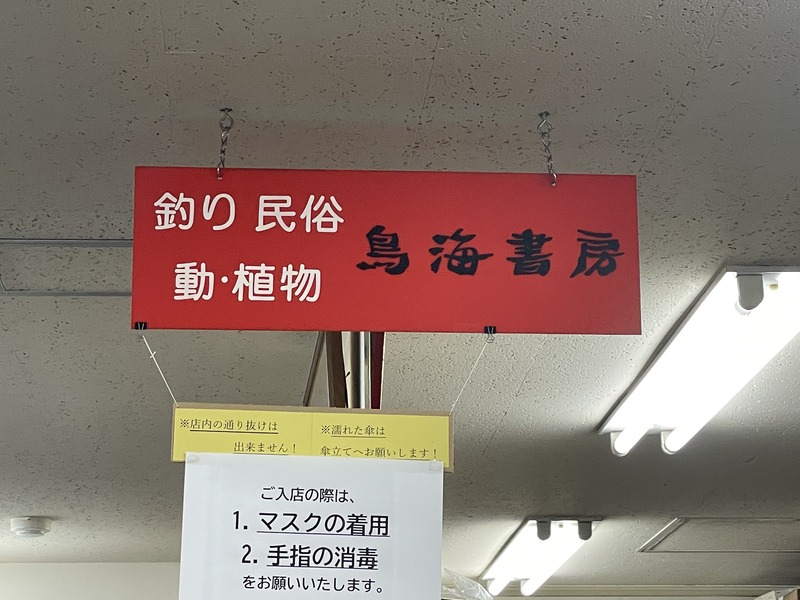 釣り 民俗
動・植物
鳥海書房
※店内の通り抜けは
出来ません！
※濡れた傘は
傘立てへお願いします！
ご入店の際は、
1. マスクの着用
2. 手指の消毒
をお願いいたします。